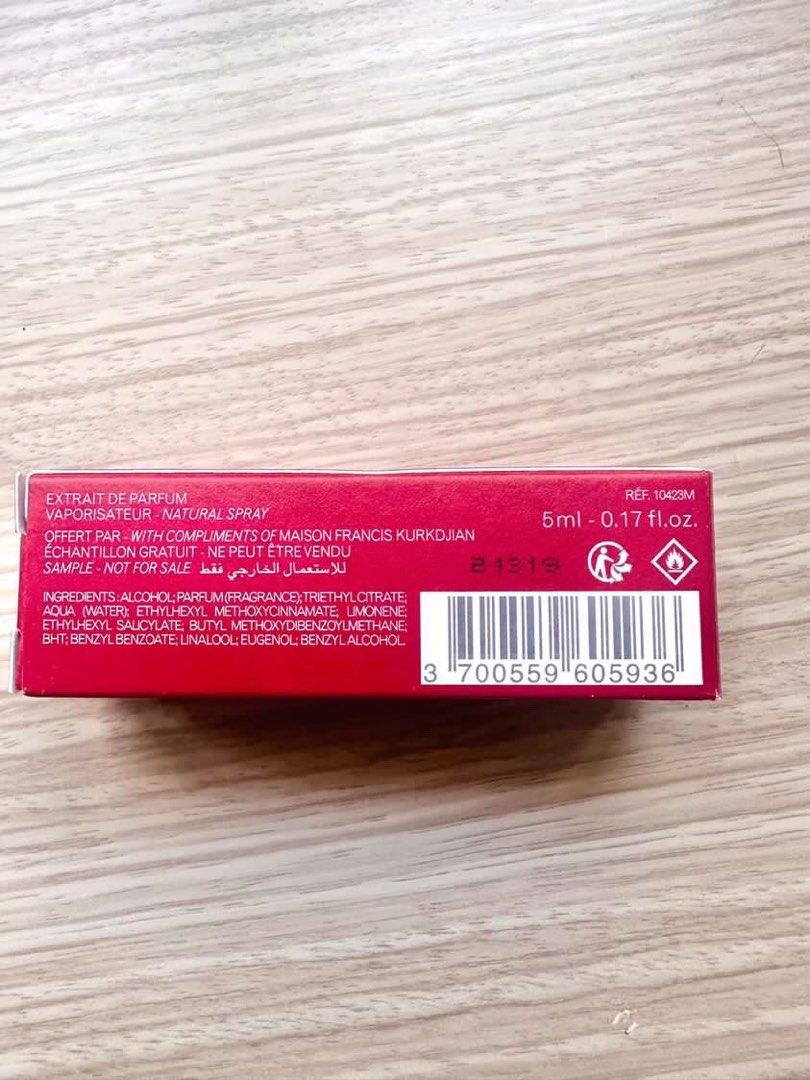 EXTRAIT DE PARFUM
VAPORISATEUR - NATURAL SPRAY
OFFERT PAR - WITH COMPLIMENTS OF MAISON FRANCIS KURKDJIAN
ÉCHANTILLON GRATUIT - NE PEUT ÊTRE VENDU
SAMPLE - NOT FOR SALE للاستعمال الخارجي فقط
INGREDIENTS: ALCOHOL; PARFUM (FRAGRANCE); TRIETHYL CITRATE;
AQUA (WATER); ETHYLHEXYL METHOXYCINNAMATE; LIMONENE;
ETHYLHEXYL SALICYLATE; BUTYL METHOXYDIBENZOYLMETHANE;
BHT; BENZYL BENZOATE; LINALOOL; EUGENOL; BENZYL ALCOHOL.
RÉF. 10423M
5ml - 0.17 fl.oz.
21319
3 700559 605936